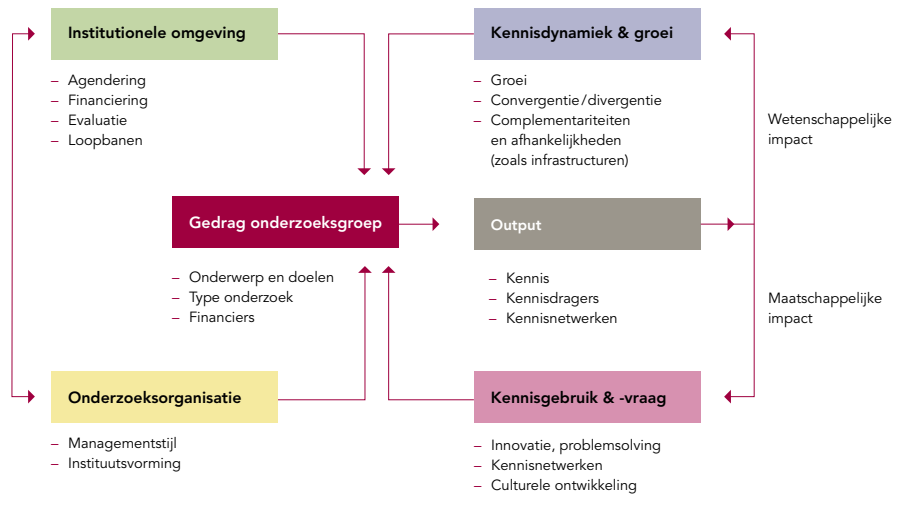 Institutionele omgeving
– Agendering
– Financiering
– Evaluatie
– Loopbanen
Kennisdynamiek & groei
– Groei
– Convergentie/divergentie
– Complementariteiten
en afhankelijkheden
(zoals infrastructuren)
Wetenschappelijke
impact
Gedrag onderzoeksgroep
– Onderwerp en doelen
– Type onderzoek
– Financiers
Output
– Kennis
– Kennisdragers
– Kennisnetwerken
Maatschappelijke
impact
Onderzoeksorganisatie
– Managementstijl
– Instituutsvorming
Kennisgebruik & -vraag
– Innovatie, problemsolving
– Kennisnetwerken
– Culturele ontwikkeling